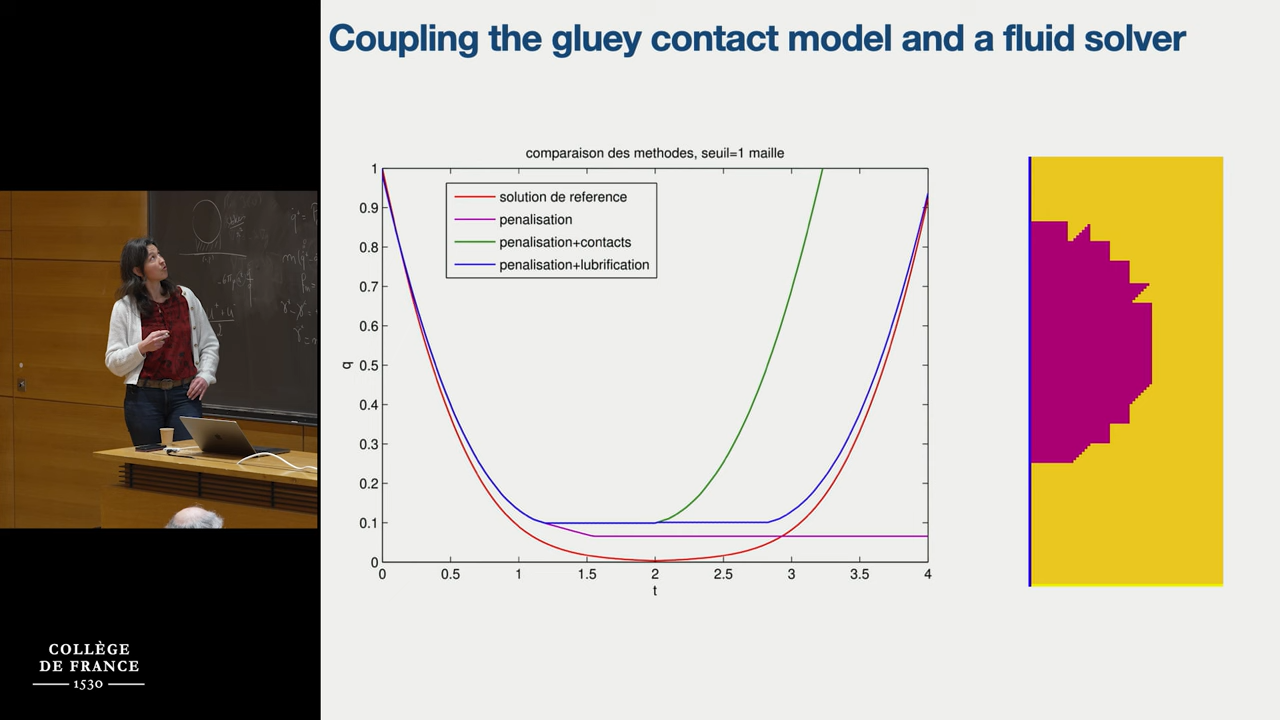 Coupling the gluey contact model and a fluid solver
comparaison des methodes, seuil=1 maille
solution de reference
penalisation
penalisation+contacts
penalisation+lubrification
1
0.9
0.8
0.7
0.6
0.5
0.4
0.3
0.2
0.1
0
q
0 0.5 1 1.5 2 2.5 3 3.5 4
t
COLLÈGE
DE FRANCE
1530